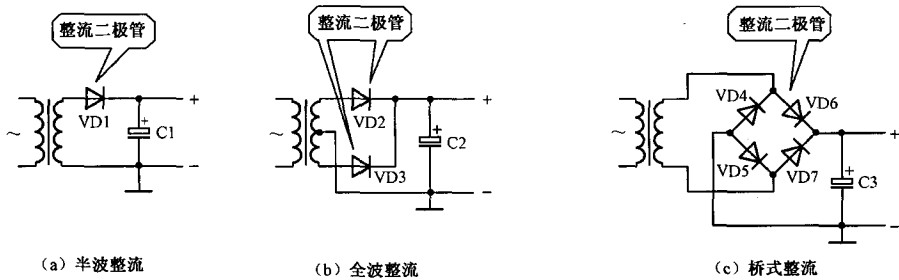 整流二极管
~
VD1
+
C1
+
−
(a) 半波整流
整流二极管
~
VD2
VD3
+
C2
+
−
(b) 全波整流
整流二极管
~
VD4
VD6
VD5
VD7
+
C3
+
−
(c) 桥式整流